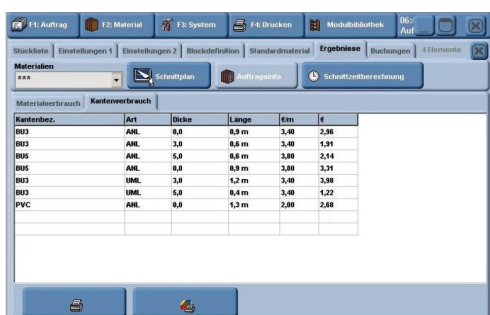 F1: Auftrag F2: Material F3: System F4: Drucken Modulbibliothek 06:
Auf
Stückliste Einstellungen 1 Einstellungen 2 Blockdefinition Standardmaterial Ergebnisse Buchungen 4 Elemente
Materialien
*** Schnittplan Auftragsinfo Schnittzeitberechnung
Materialverbrauch Kantenverbrauch
Kantenbez. Art Dicke Länge €/m €
BU3 ANL 0,0 0,9 m 3,40 2,96
BU3 ANL 3,0 0,6 m 3,40 1,91
BU5 ANL 5,0 0,6 m 3,80 2,14
BU5 ANL 0,0 0,9 m 3,80 3,31
BU3 UML 3,0 1,2 m 3,40 3,98
BU3 UML 5,0 0,4 m 3,40 1,22
PVC ANL 0,0 1,3 m 2,00 2,68